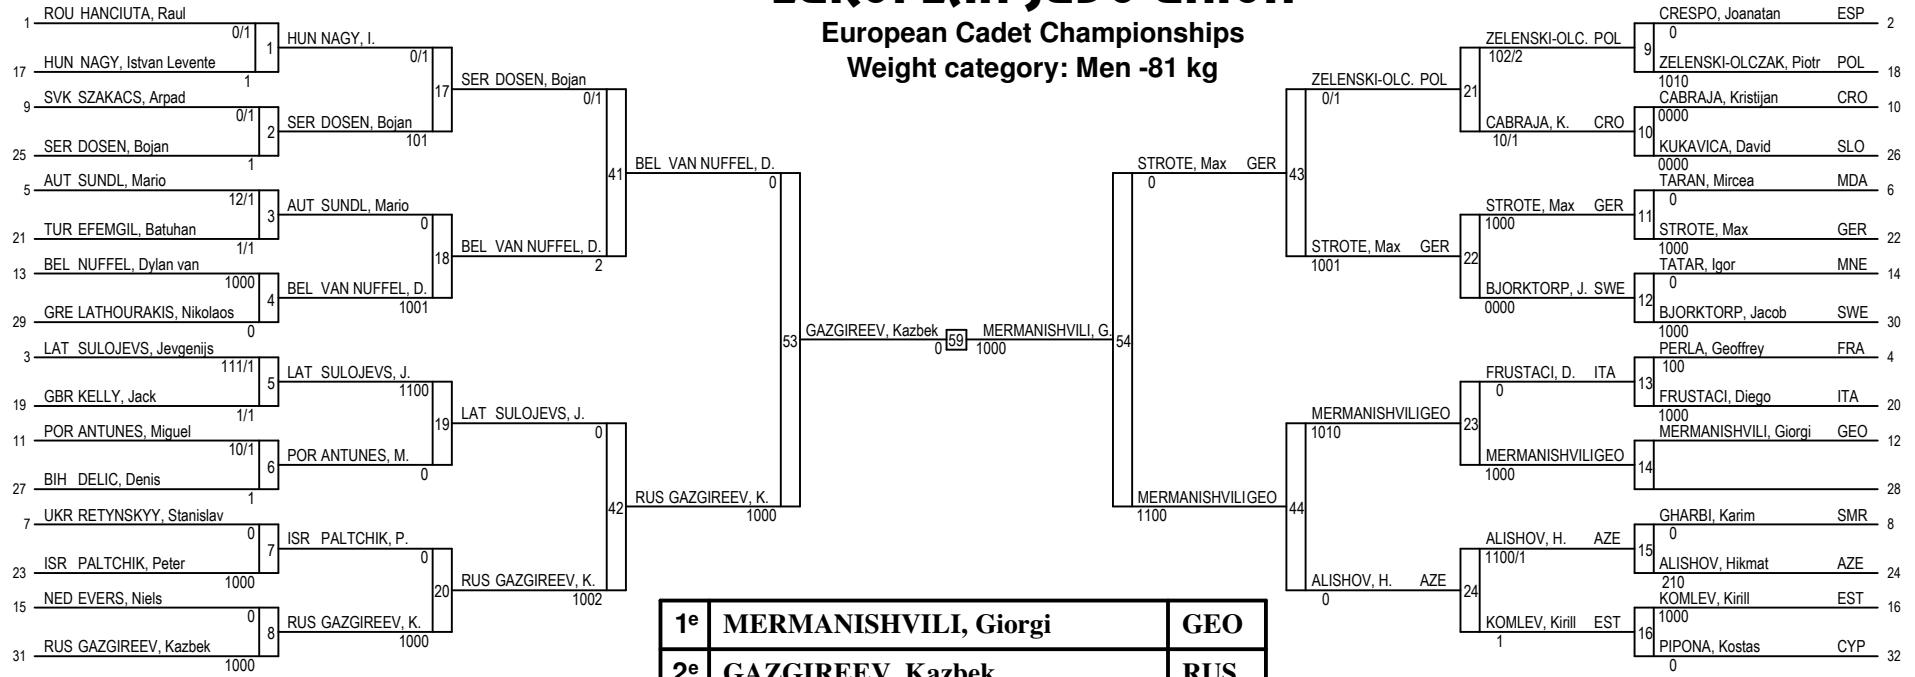 European Cadet Championships
Weight category: Men -81 kg
1 ROU HANCIUTA, Raul
0/1
1
17 HUN NAGY, Istvan Levente
1
HUN NAGY, I.
0/1
9 SVK SZAKACS, Arpad
0/1
2
25 SER DOSEN, Bojan
1
SER DOSEN, Bojan
101
17
SER DOSEN, Bojan
0/1
5 AUT SUNDL, Mario
12/1
3
21 TUR EFEMGIL, Batuhan
1/1
AUT SUNDL, Mario
0
13 BEL NUFFEL, Dylan van
1000
4
29 GRE LATHOURAKIS, Nikolaos
0
BEL VAN NUFFEL, D.
1001
18
BEL VAN NUFFEL, D.
2
41
BEL VAN NUFFEL, D.
0
3 LAT SULOJEVS, Jevgenijs
111/1
5
19 GBR KELLY, Jack
1/1
LAT SULOJEVS, J.
1100
11 POR ANTUNES, Miguel
10/1
6
27 BIH DELIC, Denis
1
POR ANTUNES, M.
0
19
LAT SULOJEVS, J.
0
7 UKR RETYNSKYY, Stanislav
0
7
23 ISR PALTCHIK, Peter
1000
ISR PALTCHIK, P.
0
15 NED EVERS, Niels
0
8
31 RUS GAZGIREEV, Kazbek
1000
RUS GAZGIREEV, K.
1000
20
RUS GAZGIREEV, K.
1002
42
RUS GAZGIREEV, K.
1000
53
GAZGIREEV, Kazbek
0
59
MERMANISHVILI, G.
1000
54
STROTE, Max GER
0
43
ZELENSKI-OLC. POL
0/1
21
ZELENSKI-OLC. POL
102/2
9
CRESPO, Joanatan ESP 2
0
ZELENSKI-OLCZAK, Piotr POL 18
1010
CABRAJA, K. CRO
10/1
10
CABRAJA, Kristijan CRO 10
0000
KUKAVICA, David SLO 26
0000
STROTE, Max GER
1001
22
STROTE, Max GER
1000
11
TARAN, Mircea MDA 6
0
STROTE, Max GER 22
1000
BJORKTORP, J. SWE
0000
12
TATAR, Igor MNE 14
0
BJORKTORP, Jacob SWE 30
1000
MERMANISHVILIGEO
1100
44
MERMANISHVILIGEO
1010
23
FRUSTACI, D. ITA
0
13
PERLA, Geoffrey FRA 4
100
FRUSTACI, Diego ITA 20
1000
MERMANISHVILIGEO
1000
14
MERMANISHVILI, Giorgi GEO 12
28
ALISHOV, H. AZE
0
24
ALISHOV, H. AZE
1100/1
15
GHARBI, Karim SMR 8
0
ALISHOV, Hikmat AZE 24
210
KOMLEV, Kirill EST
1
16
KOMLEV, Kirill EST 16
1000
PIPONA, Kostas CYP 32
0
1e MERMANISHVILI, Giorgi GEO
2e GAZGIREEV, Kazbek RUS